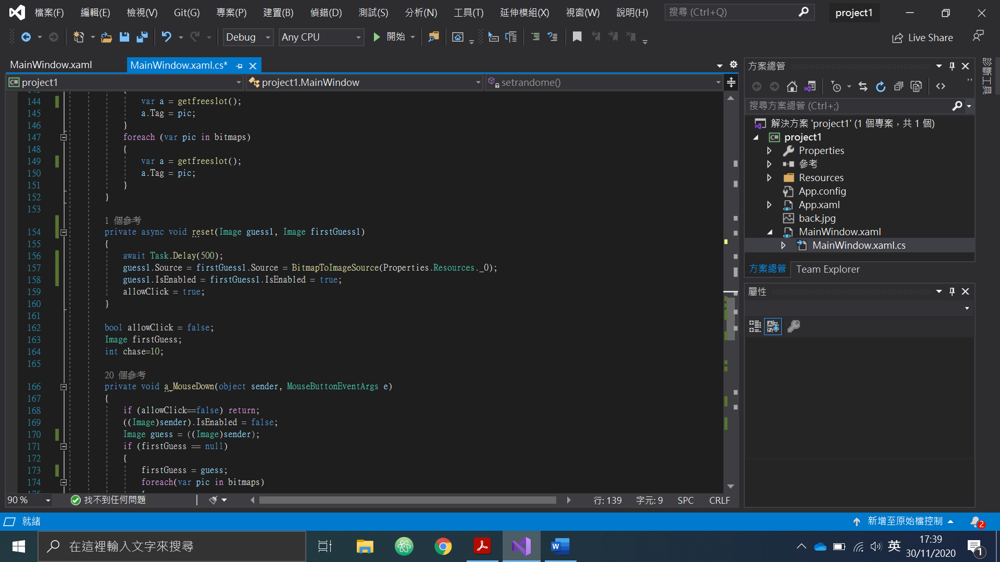 檔案(F) 編輯(E) 檢視(V) Git(G) 專案(P) 建置(B) 偵錯(D) 測試(S) 分析(N) 工具(T) 延伸模組(X) 視窗(W) 說明(H) 搜尋 (Ctrl+Q) project1
Debug Any CPU 開始 Live Share
MainWindow.xaml MainWindow.xaml.cs*
project1 project1.MainWindow setrandome()
144 var a = getfreeslot();
145 a.Tag = pic;
146 }
147 foreach (var pic in bitmaps)
148 {
149 var a = getfreeslot();
150 a.Tag = pic;
151 }
152 }
153
1 個參考
154 private async void reset(Image guess1, Image firstGuess1)
155 {
156 await Task.Delay(500);
157 guess1.Source = firstGuess1.Source = BitmapToImageSource(Properties.Resources._0);
158 guess1.IsEnabled = firstGuess1.IsEnabled = true;
159 allowClick = true;
160 }
161
162 bool allowClick = false;
163 Image firstGuess;
164 int chase=10;
165
20 個參考
166 private void a_MouseDown(object sender, MouseButtonEventArgs e)
167 {
168 if (allowClick==false) return;
169 ((Image)sender).IsEnabled = false;
170 Image guess = ((Image)sender);
171 if (firstGuess == null)
172 {
173 firstGuess = guess;
174 foreach(var pic in bitmaps)
90 % 找不到任何問題 行: 139 字元: 9 SPC CRLF
方案總管
搜尋方案總管 (Ctrl+;)
解決方案 'project1' (1 個專案，共 1 個)
C# project1
Properties
參考
Resources
App.config
App.xaml
back.jpg
MainWindow.xaml
MainWindow.xaml.cs
方案總管 Team Explorer
屬性
診斷工具
就緒 新增至原始檔控制 2
在這裡輸入文字來搜尋 英 17:39
30/11/2020 1